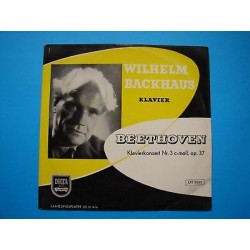 WILHELM
BACKHAUS
KLAVIER
BEETHOVEN
Klavierkonzert Nr. 3 c-moll, op. 37
DECCA